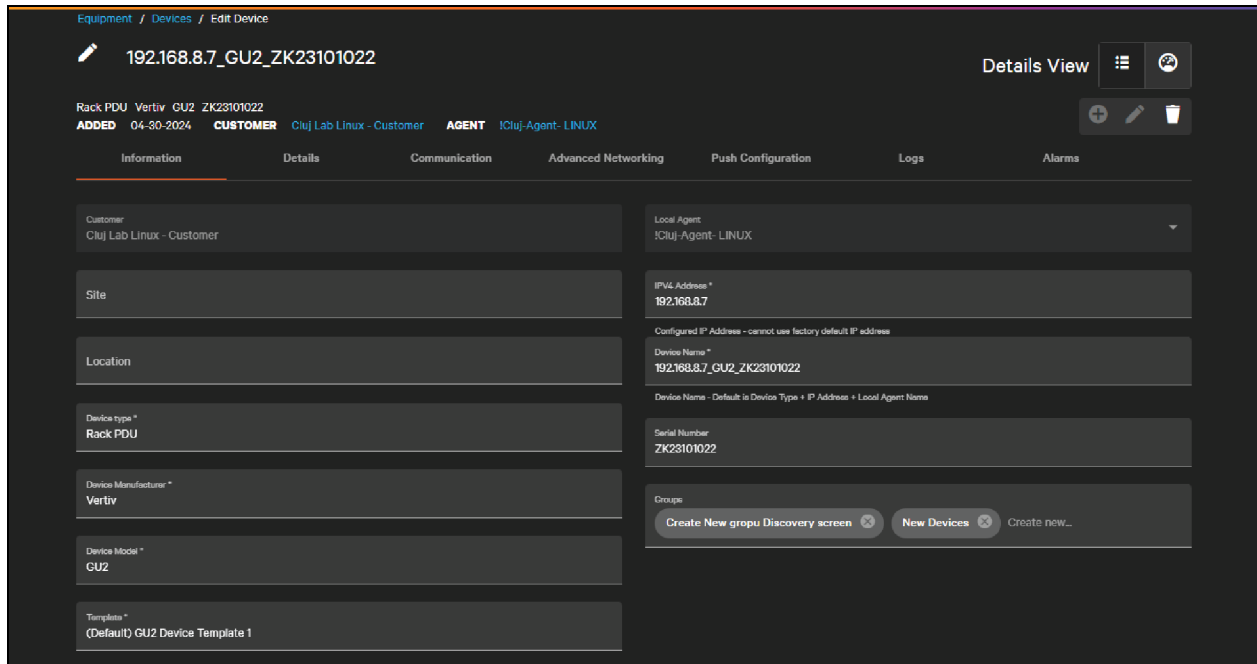 Equipment / Devices / Edit Device
192.168.8.7_GU2_ZK23101022
Details View
Rack PDU Vertiv GU2 ZK23101022
ADDED 04-30-2024 CUSTOMER Cluj Lab Linux - Customer AGENT !Cluj-Agent- LINUX
Information Details Communication Advanced Networking Push Configuration Logs Alarms
Customer
Cluj Lab Linux - Customer
Local Agent
!Cluj-Agent- LINUX
Site
IPV4 Address *
192.168.8.7
Configured IP Address - cannot use factory default IP address
Location
Device Name *
192.168.8.7_GU2_ZK23101022
Device Name - Default is Device Type + IP Address + Local Agent Name
Device type *
Rack PDU
Serial Number
ZK23101022
Device Manufacturer *
Vertiv
Groups
Create New gropu Discovery screen New Devices Create new...
Device Model *
GU2
Template *
(Default) GU2 Device Template 1